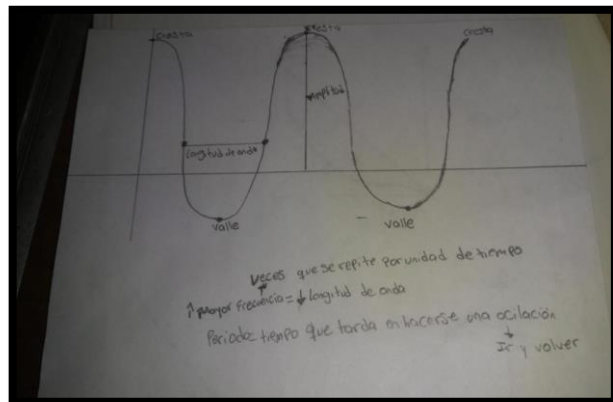 cresta
cresta
cresta
Amplitud
Longitud de onda
valle
valle
veces que se repite por unidad de tiempo
↑ mayor frecuencia = ↓ longitud de onda
Periodo = tiempo que tarda en hacerse una ocilación
Ir y volver